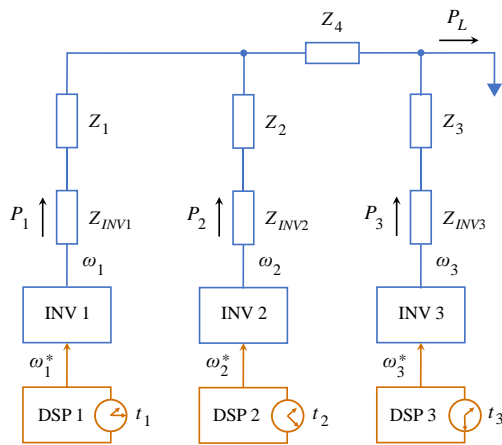 Z4 PL
Z1 Z2 Z3
P1 ZINV1 P2 ZINV2 P3 ZINV3
ω1 ω2 ω3
INV 1 INV 2 INV 3
ω1* ω2* ω3*
DSP 1 t1 DSP 2 t2 DSP 3 t3